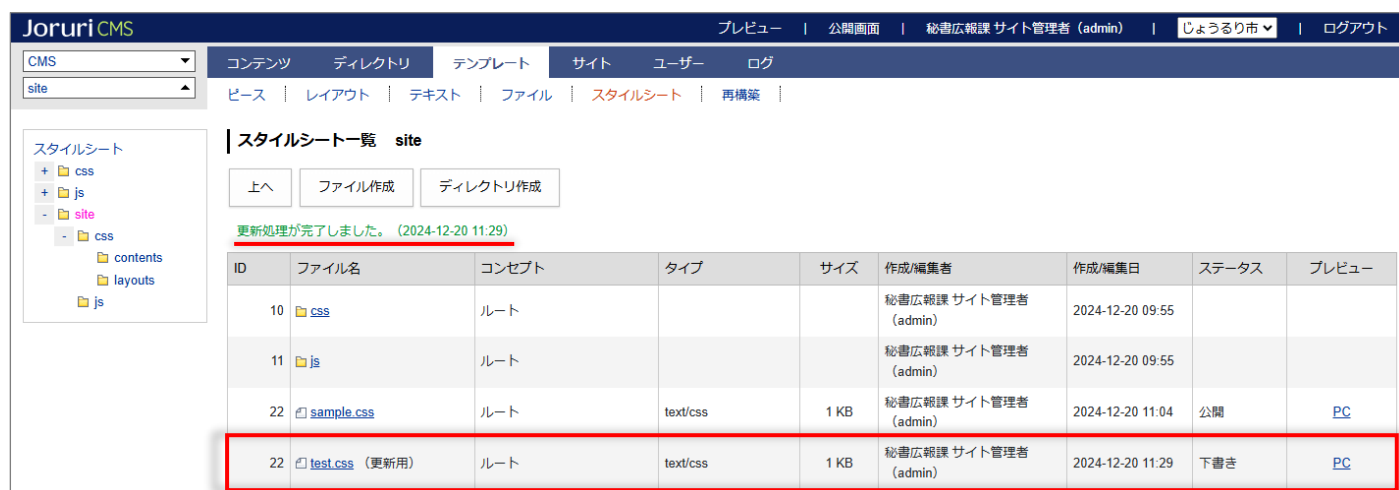 Joruri CMS プレビュー | 公開画面 | 秘書広報課 サイト管理者（admin） | じょうるり市 | ログアウト
CMS
site
コンテンツ ディレクトリ テンプレート サイト ユーザー ログ
ピース レイアウト テキスト ファイル スタイルシート 再構築
スタイルシート
+ css
+ js
- site
- css
contents
layouts
js
スタイルシート一覧 site
上へ ファイル作成 ディレクトリ作成
更新処理が完了しました。（2024-12-20 11:29）
ID ファイル名 コンセプト タイプ サイズ 作成/編集者 作成/編集日 ステータス プレビュー
10 css ルート 秘書広報課 サイト管理者 2024-12-20 09:55
（admin）
11 js ルート 秘書広報課 サイト管理者 2024-12-20 09:55
（admin）
22 sample.css ルート text/css 1 KB 秘書広報課 サイト管理者 2024-12-20 11:04 公開 PC
（admin）
22 test.css （更新用） ルート text/css 1 KB 秘書広報課 サイト管理者 2024-12-20 11:29 下書き PC
（admin）